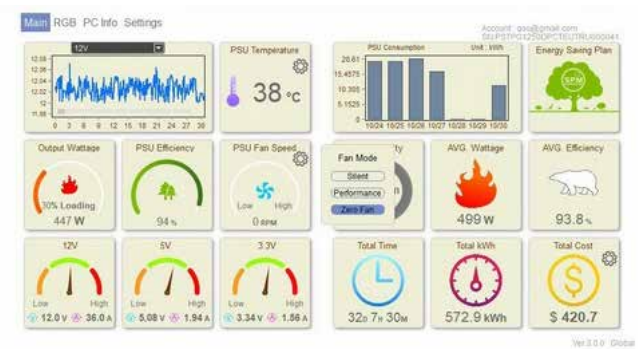 Main RGB PC Info Settings
12V
12.08
12.06
12.04
12.02
12
11.98
0 3 6 9 12 15 18 21 24 27 30
PSU Temperature
38 °C
PSU Consumption Unit : kWh
20.61
15.4575
10.305
5.1525
0
10/24 10/25 10/26 10/27 10/28 10/29 10/30
Energy Saving Plan
SPM
Output Wattage
30% Loading
447 W
PSU Efficiency
94 %
PSU Fan Speed
Low High
0 RPM
Fan Mode
Silent
Performance
Zero Fan
AVG. Wattage
499 W
AVG. Efficiency
93.8 %
12V
Low High
12.0 V 36.0 A
5V
Low High
5.08 V 1.94 A
3.3V
Low High
3.34 V 1.56 A
Total Time
32D 7H 30M
Total kWh
572.9 kWh
Total Cost
$
$ 420.7
Ver 3.0.0 Global